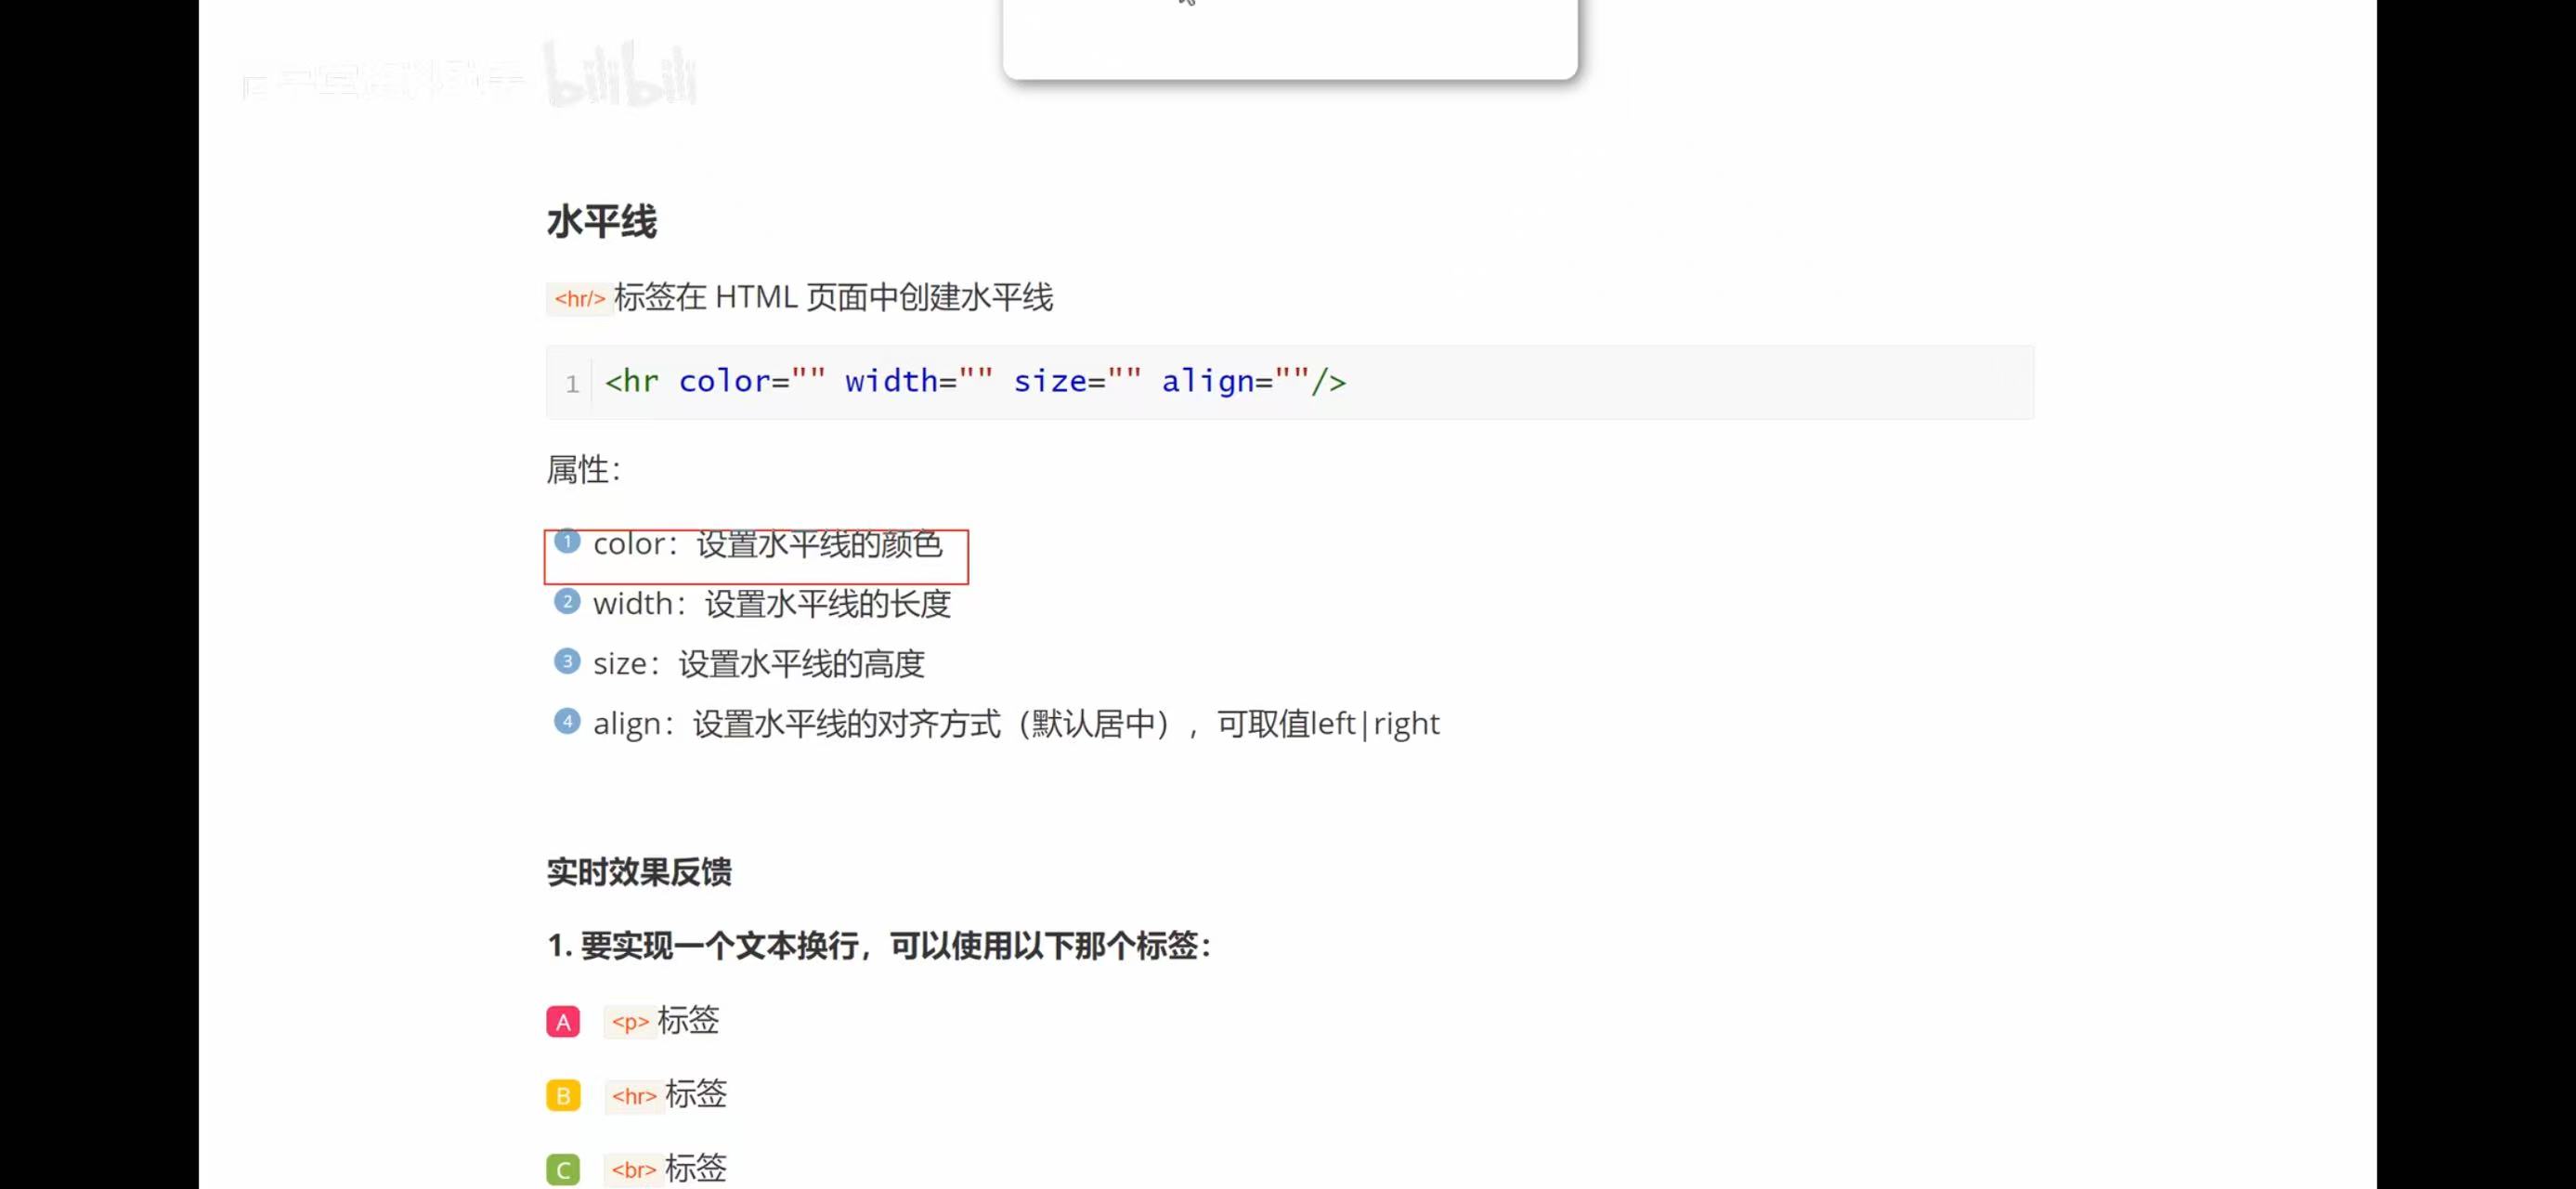 bilibili
水平线
<hr/>标签在 HTML 页面中创建水平线
1 <hr color="" width="" size="" align=""/>
属性：
1 color：设置水平线的颜色
2 width：设置水平线的长度
3 size：设置水平线的高度
4 align：设置水平线的对齐方式（默认居中），可取值left|right
实时效果反馈
1. 要实现一个文本换行，可以使用以下那个标签：
A <p>标签
B <hr>标签
C <br>标签